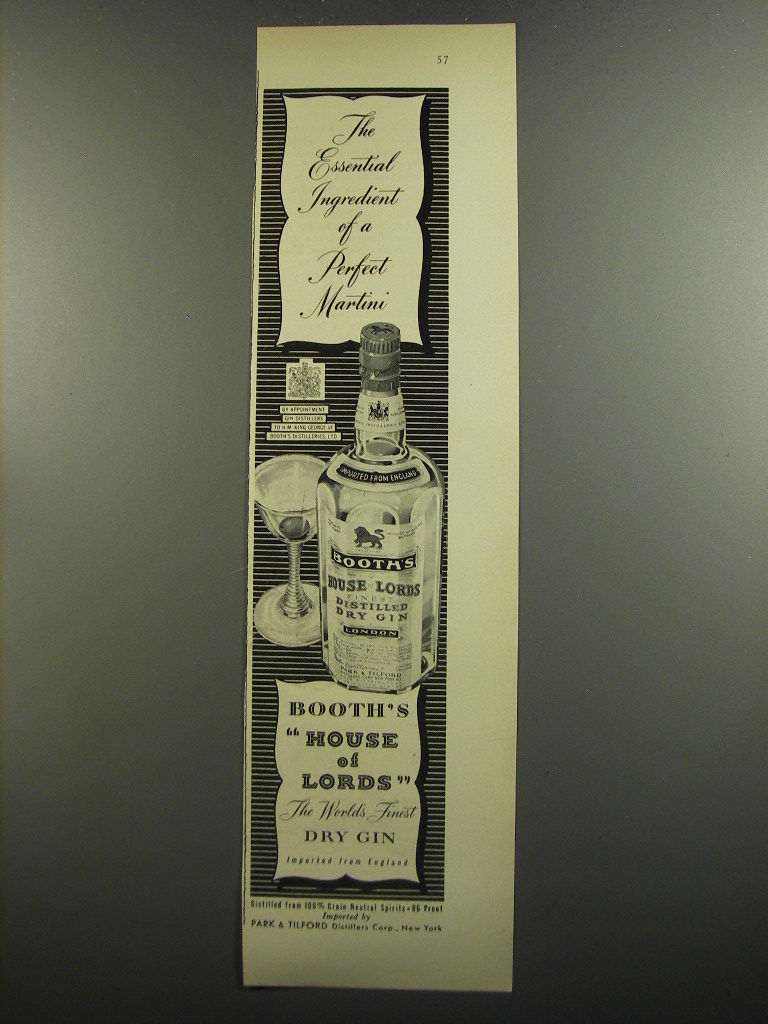 57
The
Essential
Ingredient
of a
Perfect
Martini
BY APPOINTMENT
GIN DISTILLERS
TO H.M. KING GEORGE VI
BOOTH'S DISTILLERIES, LTD
IMPORTED FROM ENGLAND
BOOTH'S
HOUSE OF LORDS
FINEST
DISTILLED
DRY GIN
LONDON
PARK & TILFORD
BOOTH'S
"HOUSE
of
LORDS"
The World's Finest
DRY GIN
Imported from England
Distilled from 100% Grain Neutral Spirits • 86 Proof
Imported by
PARK & TILFORD Distillers Corp., New York